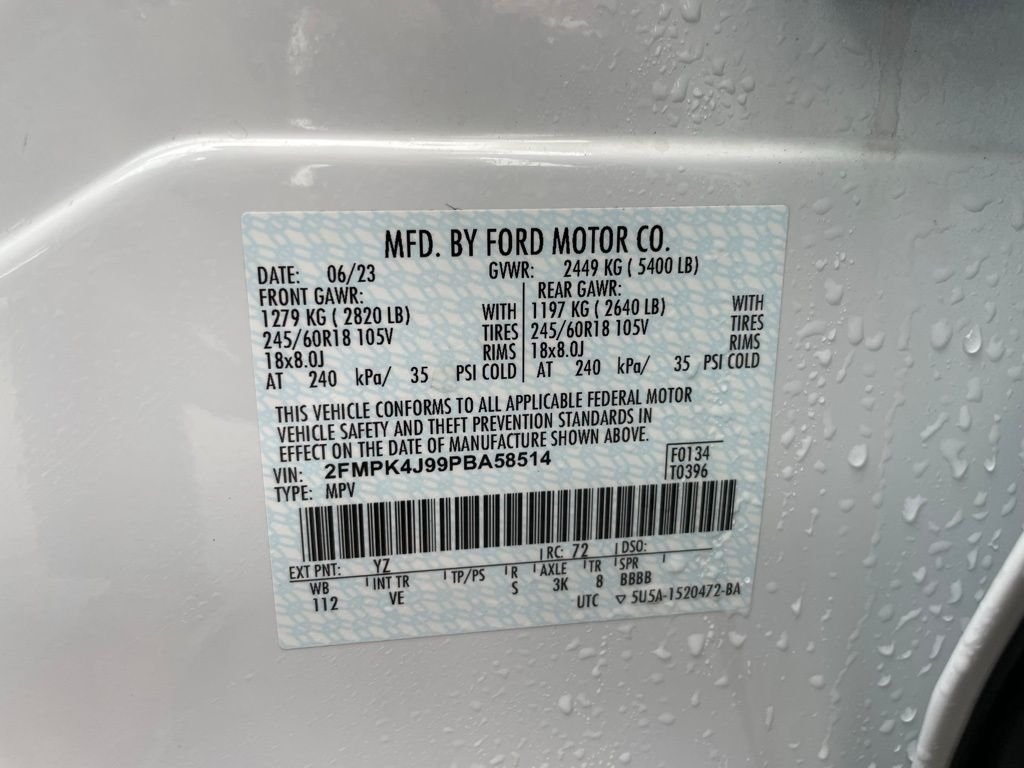 MFD. BY FORD MOTOR CO.
DATE: 06/23 GVWR: 2449 KG ( 5400 LB)
FRONT GAWR:
1279 KG ( 2820 LB) WITH
245/60R18 105V TIRES
18x8.0J RIMS
AT 240 kPa/ 35 PSI COLD
REAR GAWR:
1197 KG ( 2640 LB) WITH
245/60R18 105V TIRES
18x8.0J RIMS
AT 240 kPa/ 35 PSI COLD
THIS VEHICLE CONFORMS TO ALL APPLICABLE FEDERAL MOTOR
VEHICLE SAFETY AND THEFT PREVENTION STANDARDS IN
EFFECT ON THE DATE OF MANUFACTURE SHOWN ABOVE.
VIN: 2FMPK4J99PBA58514
TYPE: MPV
F0134
T0396
EXT PNT: YZ RC: 72 DSO:
WB INT TR TP/PS R AXLE TR SPR
112 VE S 3K 8 BBBB
UTC ▽ 5U5A-1520472-BA